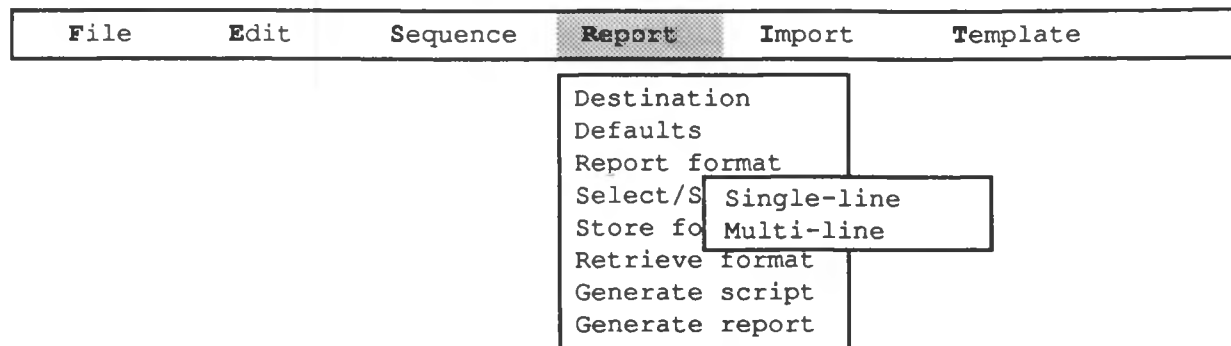 File Edit Sequence Report Import Template
Destination
Defaults
Report format
Select/S
Single-line
Store fo
Multi-line
Retrieve format
Generate script
Generate report